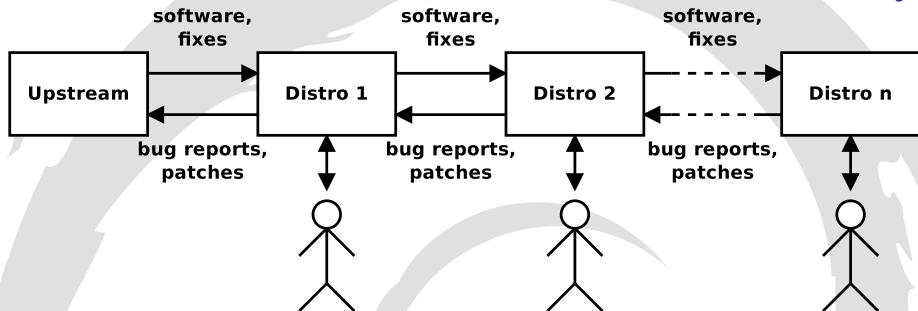 software,
fixes
software,
fixes
software,
fixes
Upstream
Distro 1
Distro 2
Distro n
bug reports,
patches
bug reports,
patches
bug reports,
patches